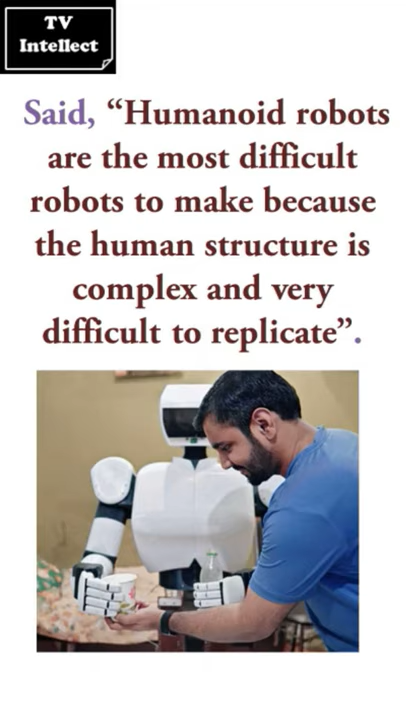 TV
Intellect
Said, “Humanoid robots
are the most difficult
robots to make because
the human structure is
complex and very
difficult to replicate”.